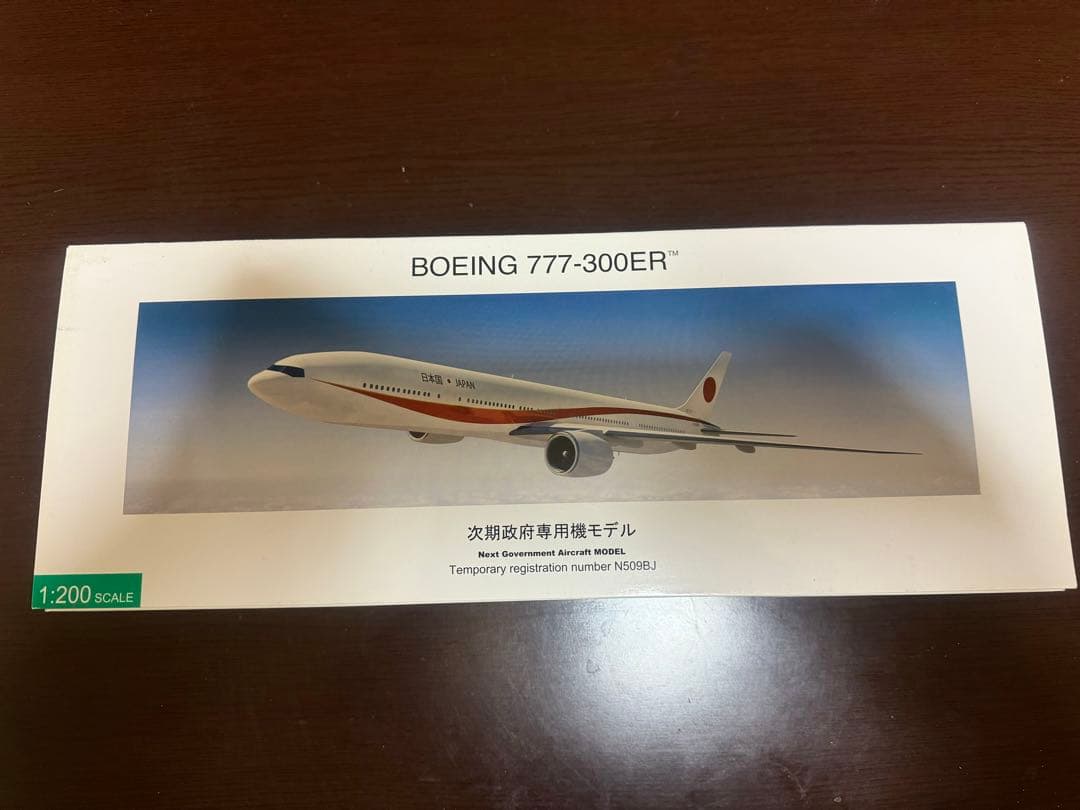 BOEING 777-300ER™
日本国 ● JAPAN
次期政府専用機モデル
Next Government Aircraft MODEL
Temporary registration number N509BJ
1:200 SCALE